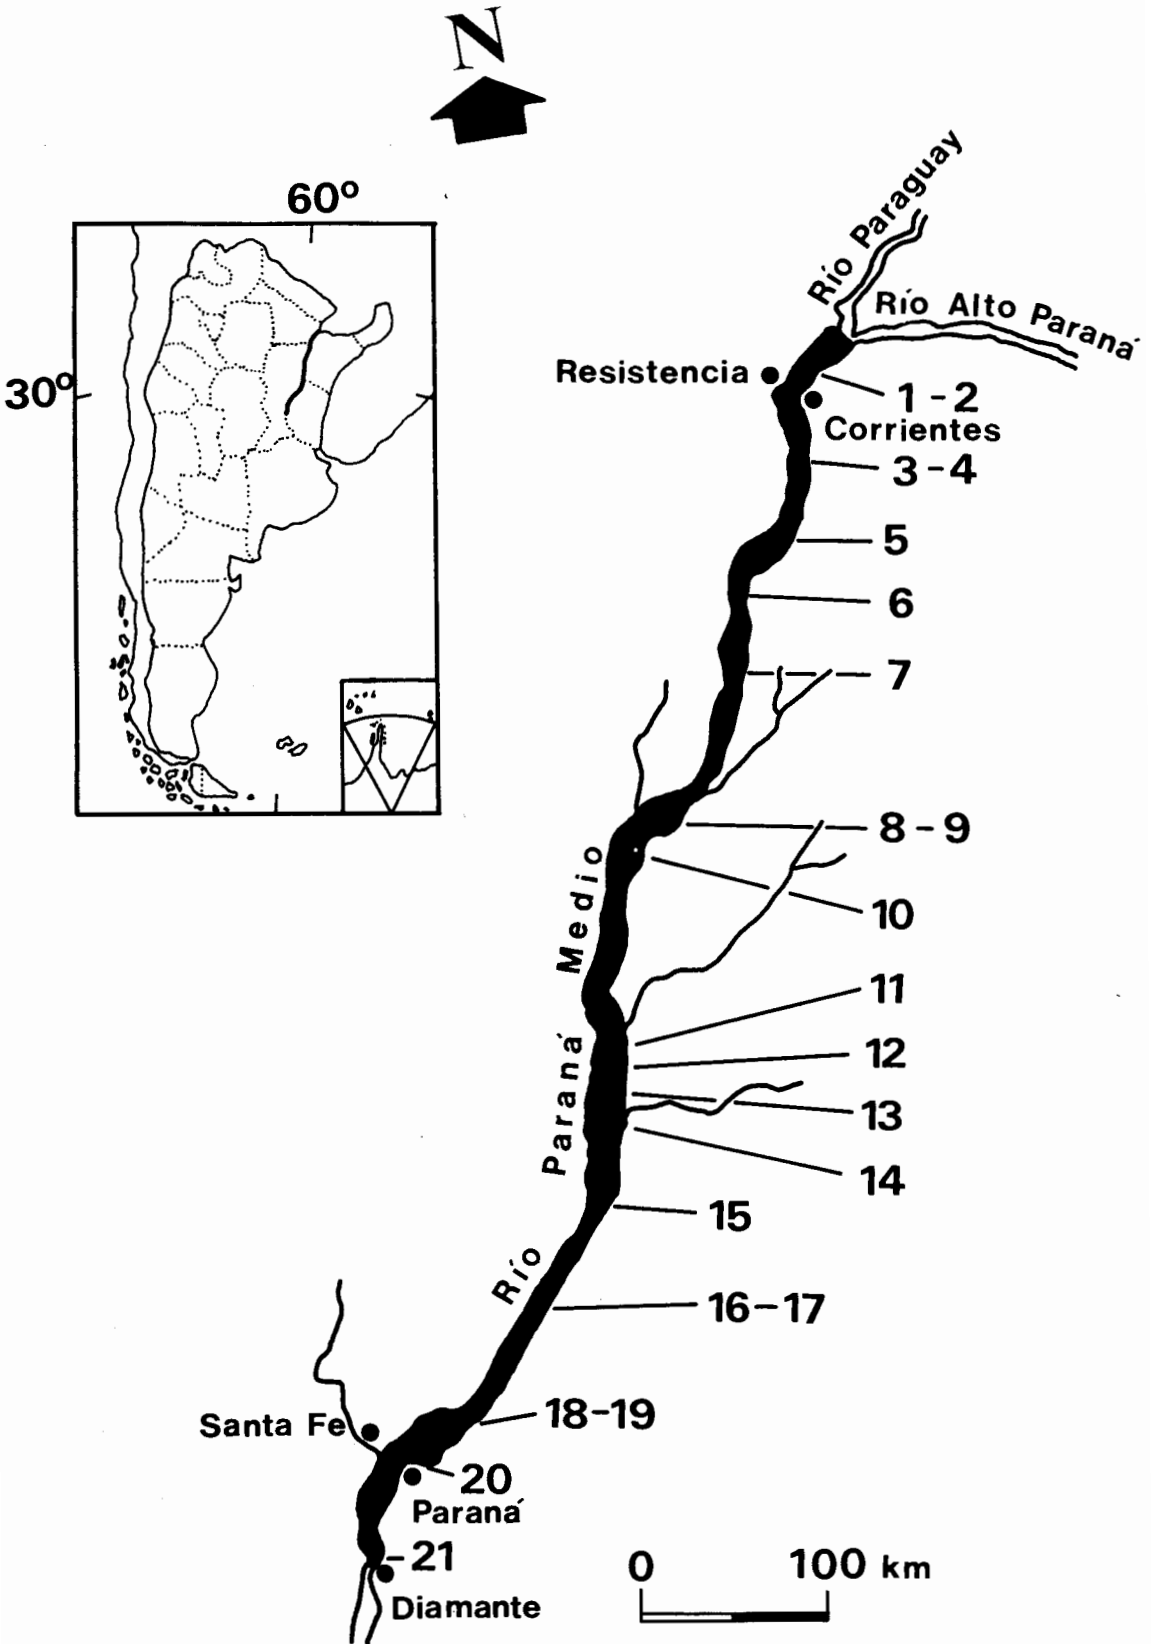 N
60º
30º
Río Paraguay
Río Alto Paraná
Resistencia
1-2
Corrientes
3-4
5
6
7
8-9
10
11
12
13
14
15
16-17
18-19
Río Paraná Medio
Santa Fe
20
Paraná
21
Diamante
0 100 km